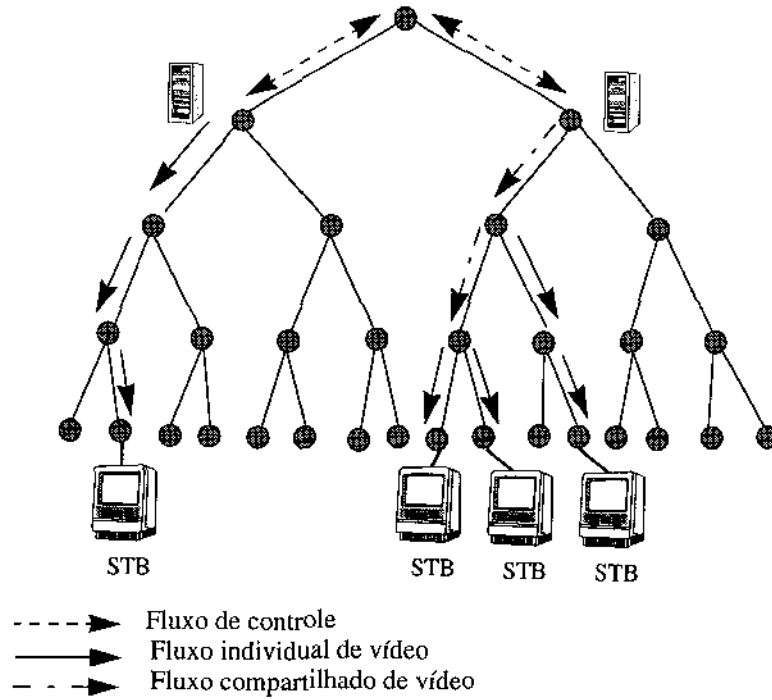 STB
STB
STB
STB
Fluxo de controle
Fluxo individual de vídeo
Fluxo compartilhado de vídeo